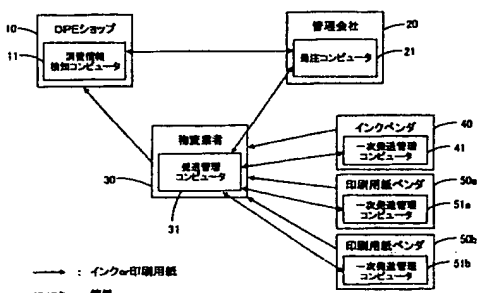 10
DPEショップ
11
消費情報
検知コンピュータ
管理会社
20
発注コンピュータ
21
物流業者
発送管理
コンピュータ
30
31
インクベンダ
40
一次発送管理
コンピュータ
41
印刷用紙ベンダ
50a
一次発送管理
コンピュータ
51a
印刷用紙ベンダ
50b
一次発送管理
コンピュータ
51b
: インクor印刷用紙
: 情報